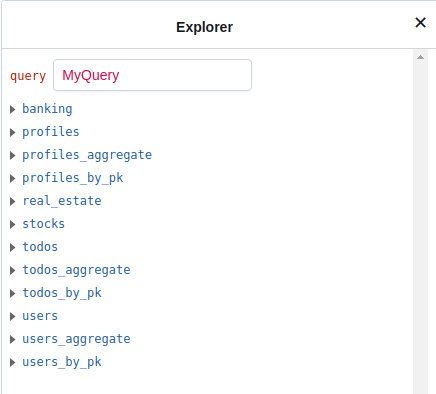 Explorer ×
query MyQuery
banking
profiles
profiles_aggregate
profiles_by_pk
real_estate
stocks
todos
todos_aggregate
todos_by_pk
users
users_aggregate
users_by_pk